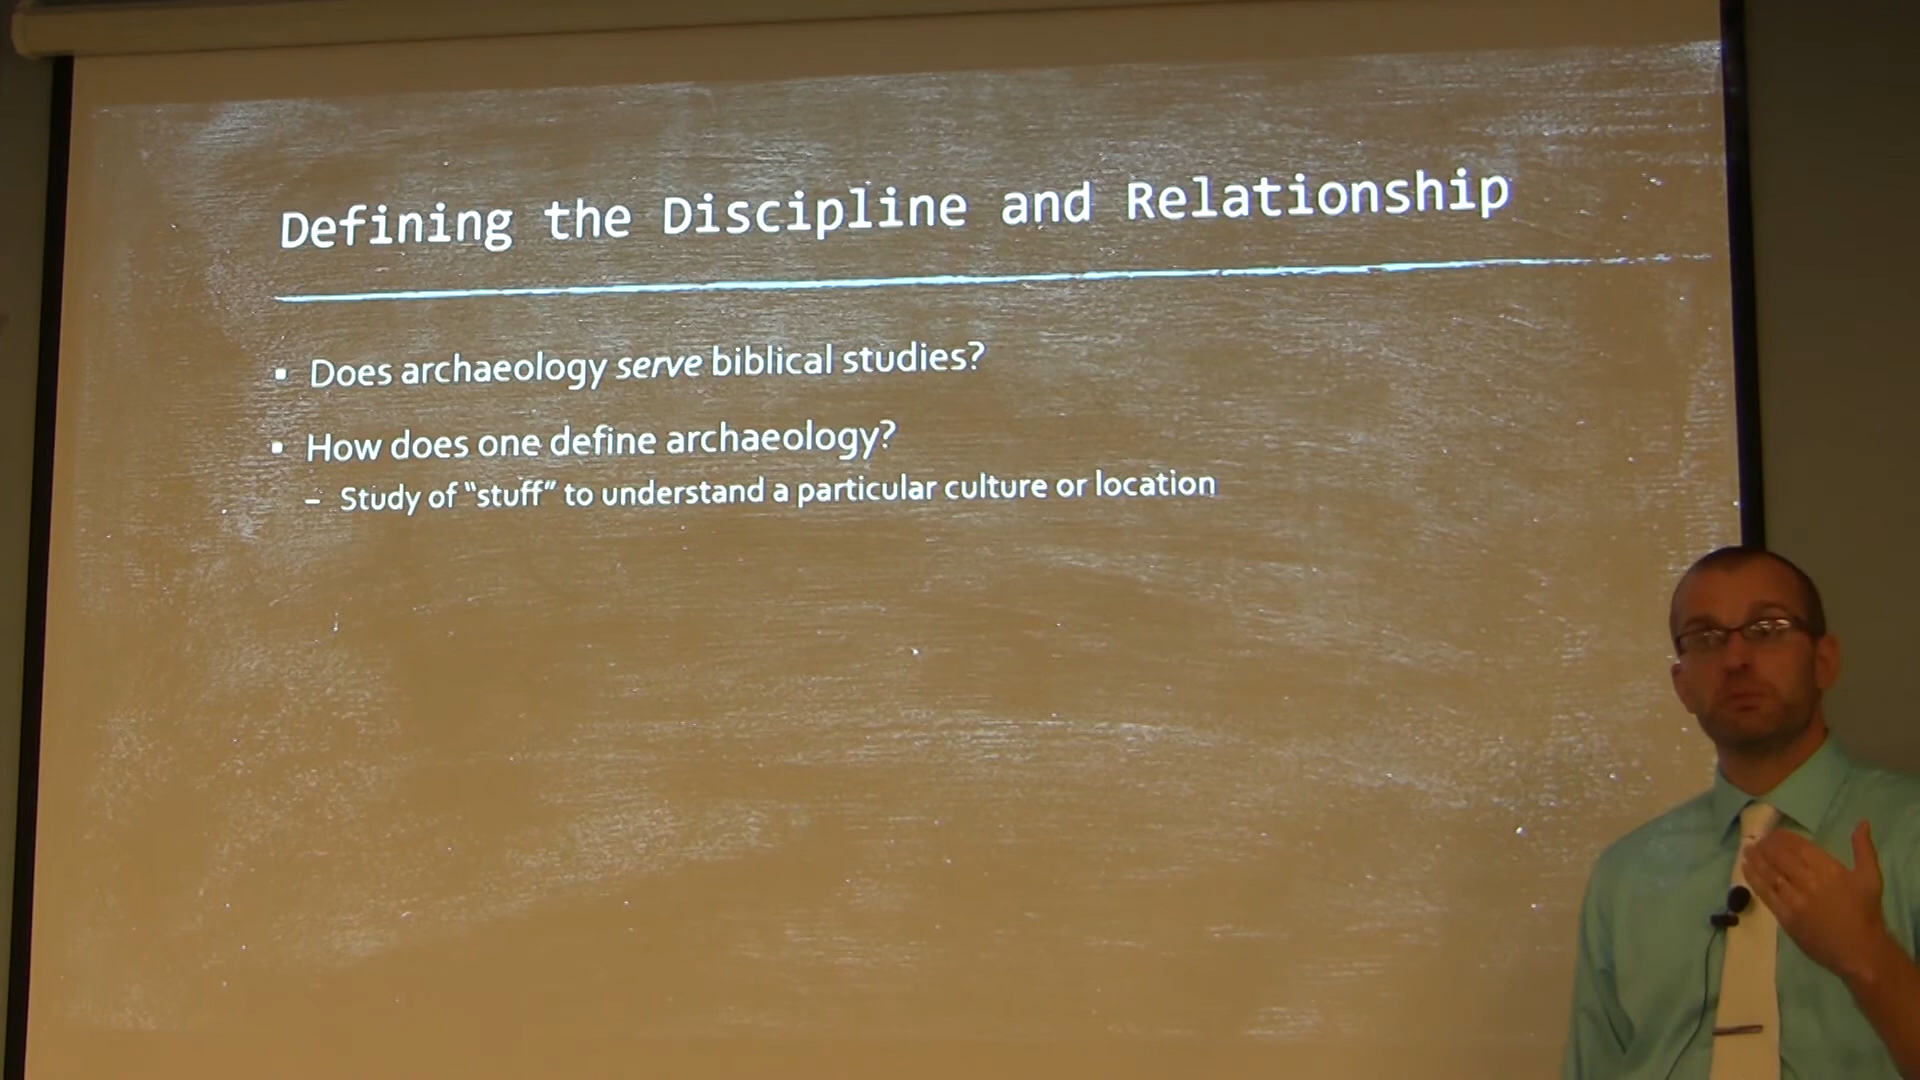 Defining the Discipline and Relationship
▪ Does archaeology serve biblical studies?
▪ How does one define archaeology?
– Study of “stuff” to understand a particular culture or location